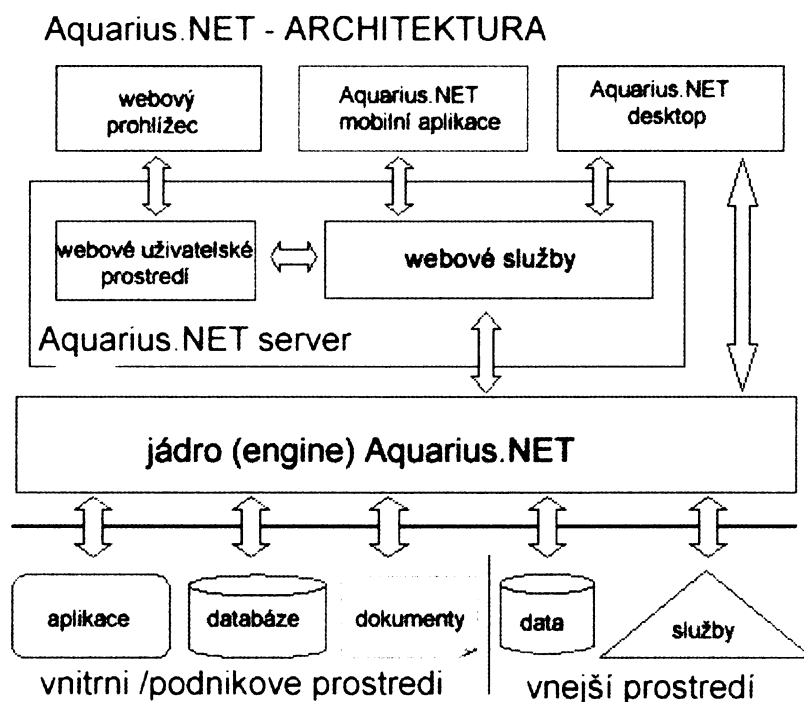 Aquarius.NET - ARCHITEKTURA
webový
prohlížec
Aquarius.NET
mobilní aplikace
Aquarius.NET
desktop
webové uživatelské
prostredí
webové služby
Aquarius.NET server
jádro (engine) Aquarius.NET
aplikace
databáze
dokumenty
data
služby
vnitrni /podnikove prostredi
vnejší prostredí